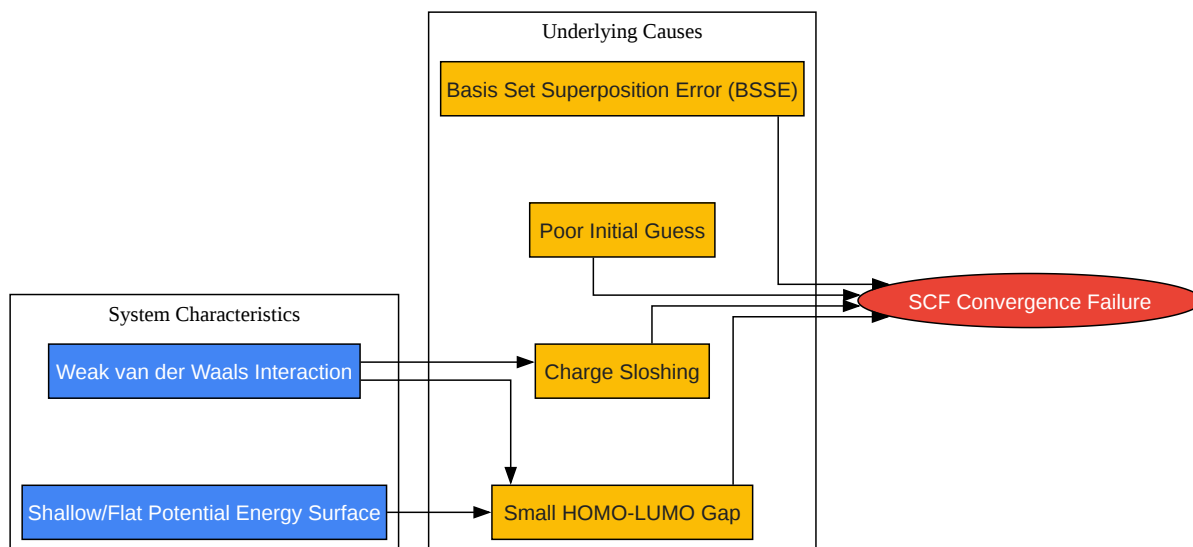 Underlying Causes
Basis Set Superposition Error (BSSE)
Poor Initial Guess
SCF Convergence Failure
System Characteristics
Weak van der Waals Interaction
Charge Sloshing
Shallow/Flat Potential Energy Surface
Small HOMO-LUMO Gap